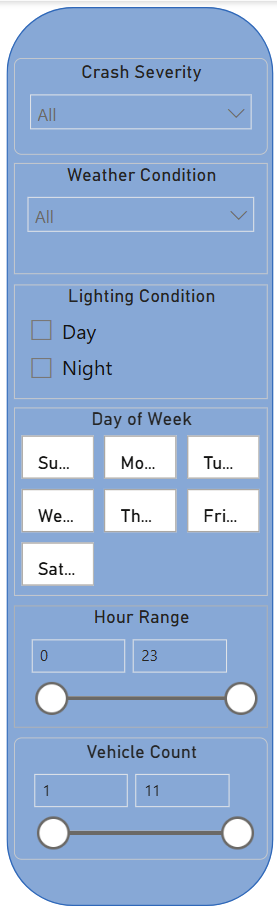 Crash Severity
All
Weather Condition
All
Lighting Condition
Day
Night
Day of Week
Su... Mo... Tu...
We... Th... Fri...
Sat...
Hour Range
0 23
Vehicle Count
1 11